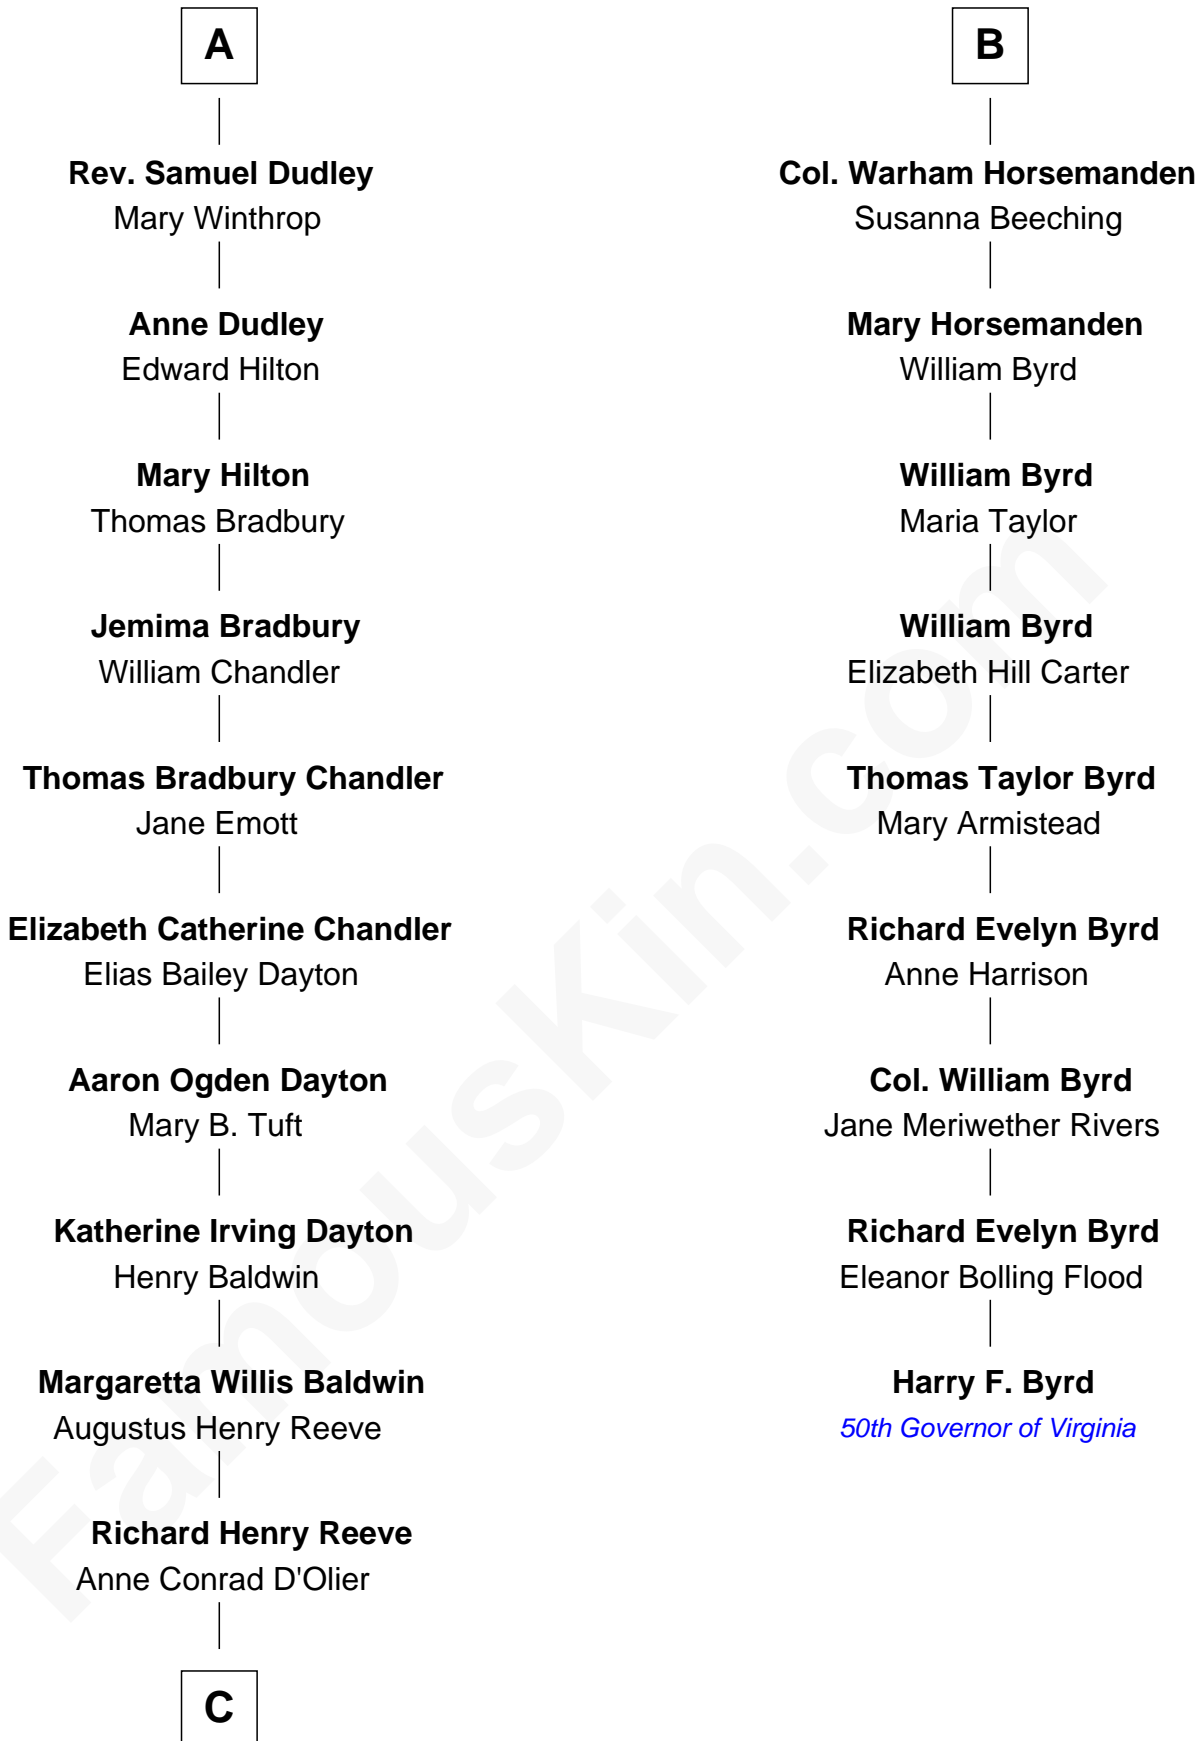 A
Rev. Samuel Dudley
Mary Winthrop
Anne Dudley
Edward Hilton
Mary Hilton
Thomas Bradbury
Jemima Bradbury
William Chandler
Thomas Bradbury Chandler
Jane Emott
Elizabeth Catherine Chandler
Elias Bailey Dayton
Aaron Ogden Dayton
Mary B. Tuft
Katherine Irving Dayton
Henry Baldwin
Margaretta Willis Baldwin
Augustus Henry Reeve
Richard Henry Reeve
Anne Conrad D'Olier
C
B
Col. Warham Horsemanden
Susanna Beeching
Mary Horsemanden
William Byrd
William Byrd
Maria Taylor
William Byrd
Elizabeth Hill Carter
Thomas Taylor Byrd
Mary Armistead
Richard Evelyn Byrd
Anne Harrison
Col. William Byrd
Jane Meriwether Rivers
Richard Evelyn Byrd
Eleanor Bolling Flood
Harry F. Byrd
50th Governor of Virginia
FamousKin.com